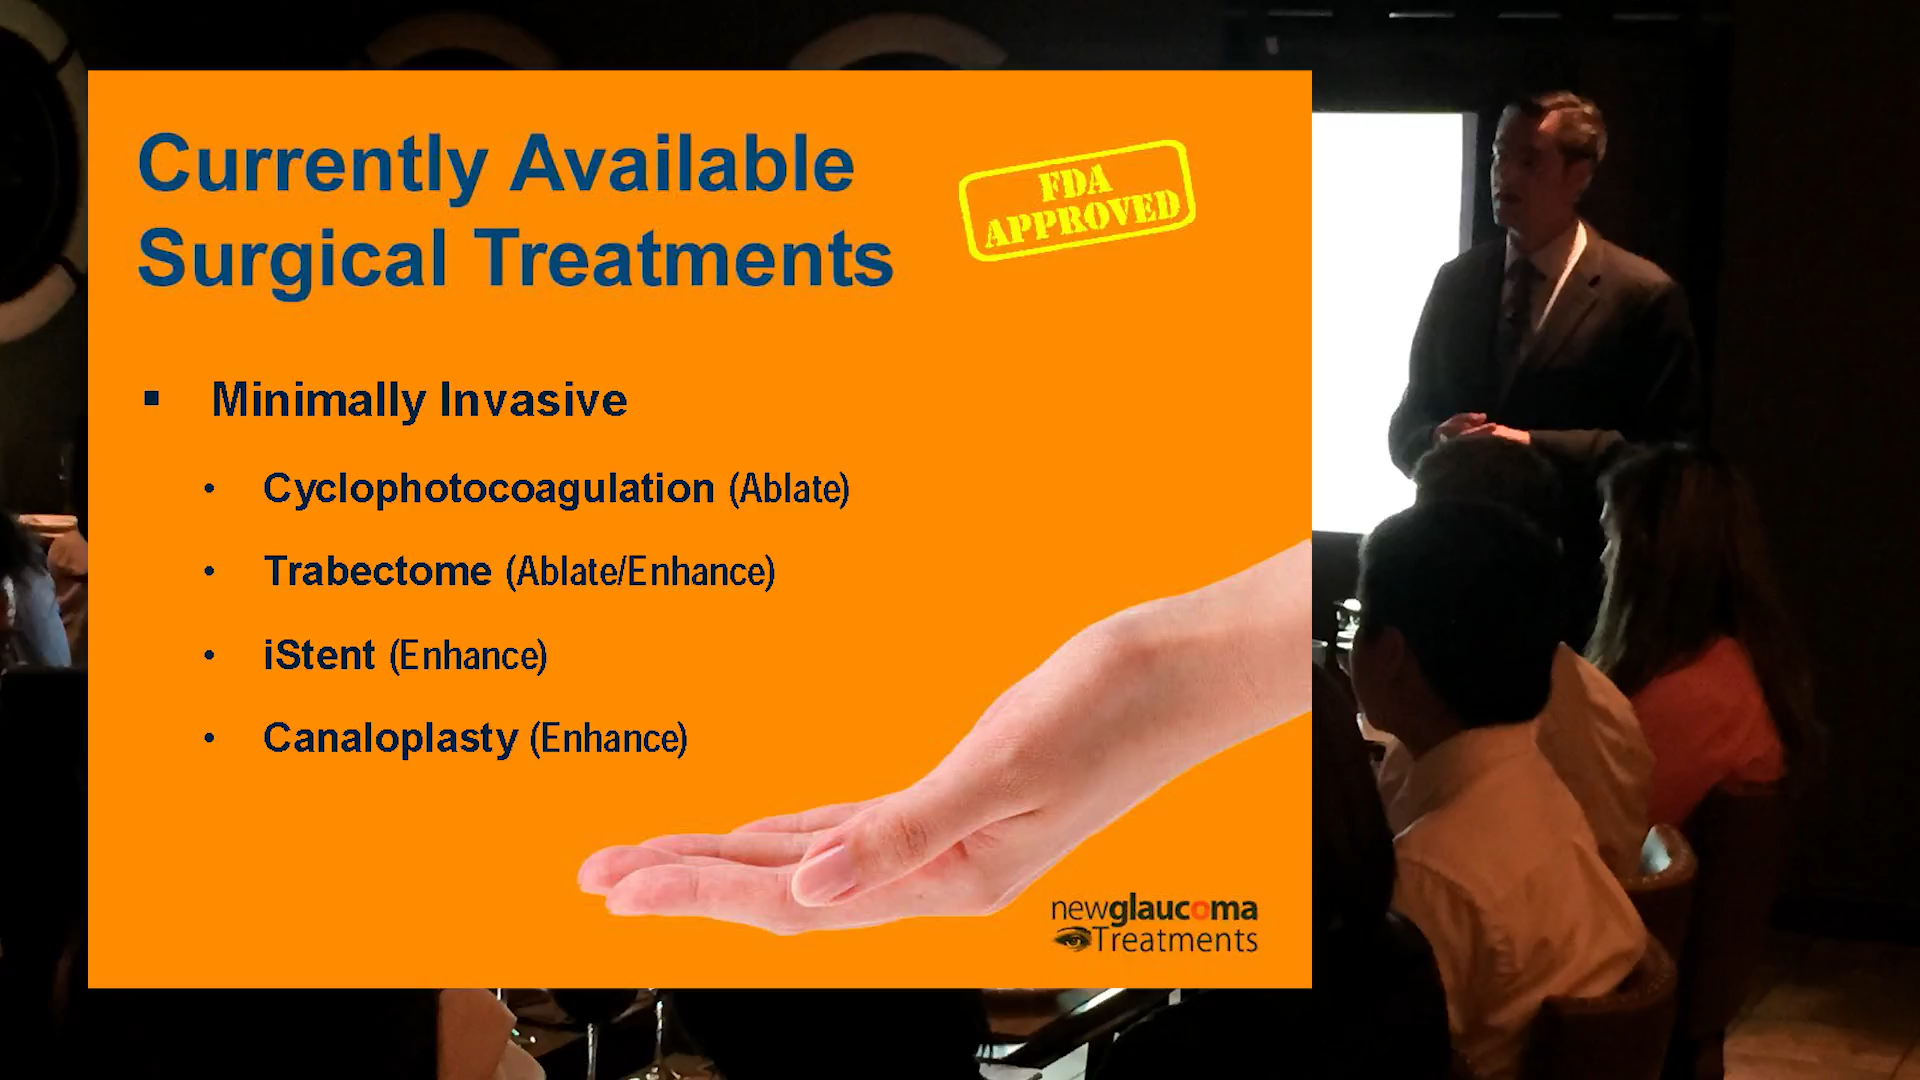 Currently Available
Surgical Treatments
FDA
APPROVED
▪ Minimally Invasive
• Cyclophotocoagulation (Ablate)
• Trabectome (Ablate/Enhance)
• iStent (Enhance)
• Canaloplasty (Enhance)
newglaucoma
Treatments